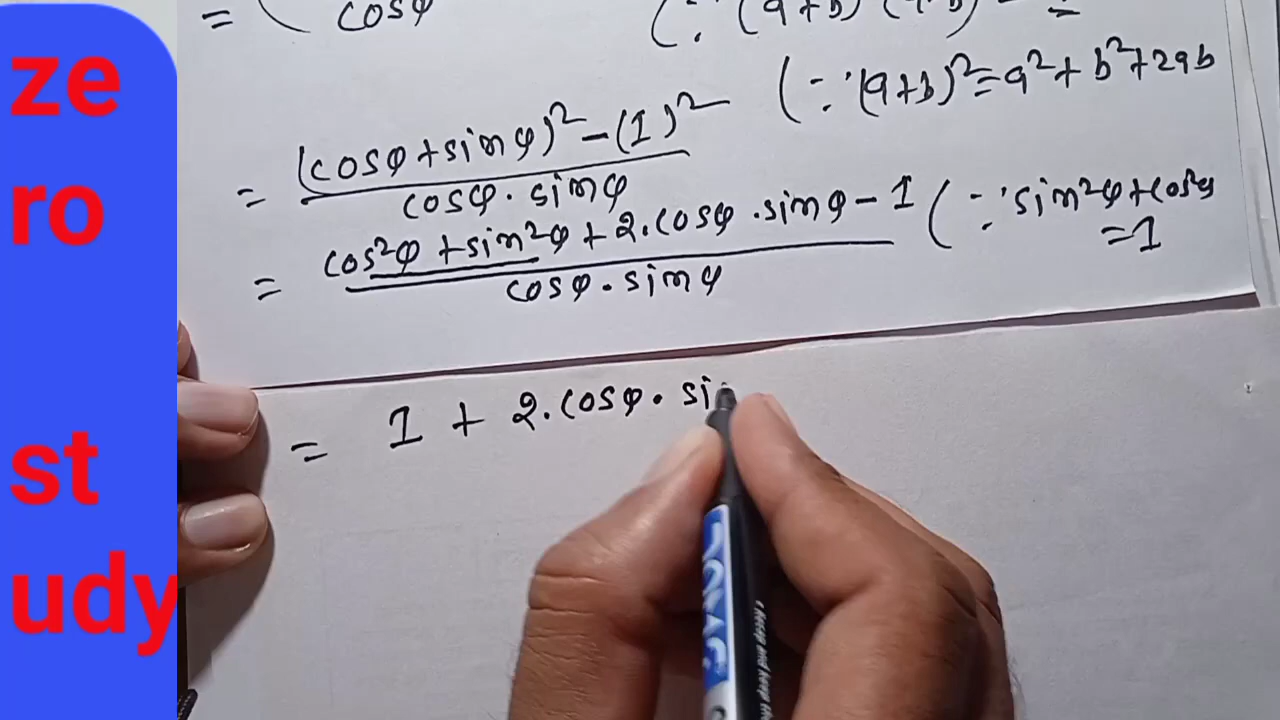 ze
ro
st
udy
= ( cosφ
(∵ (a+b)
(∵ (a+b)²=a²+b²+2ab
= (cosφ+sinφ)²-(1)²
cosφ.sinφ
= cos²φ+sin²φ+2.cosφ.sinφ-1 (∵ sin²φ+cos²φ
=1
cosφ.sinφ
= 1 + 2.cosφ.si